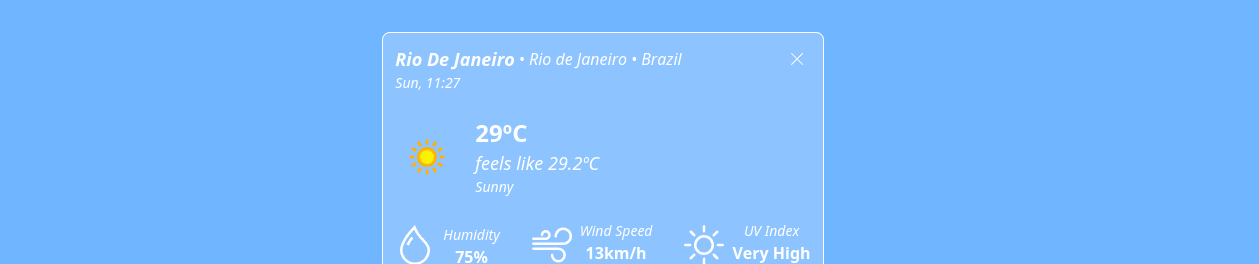 Rio De Janeiro • Rio de Janeiro • Brazil
Sun, 11:27
29ºC
feels like 29.2ºC
Sunny
Humidity
75%
Wind Speed
13km/h
UV Index
Very High